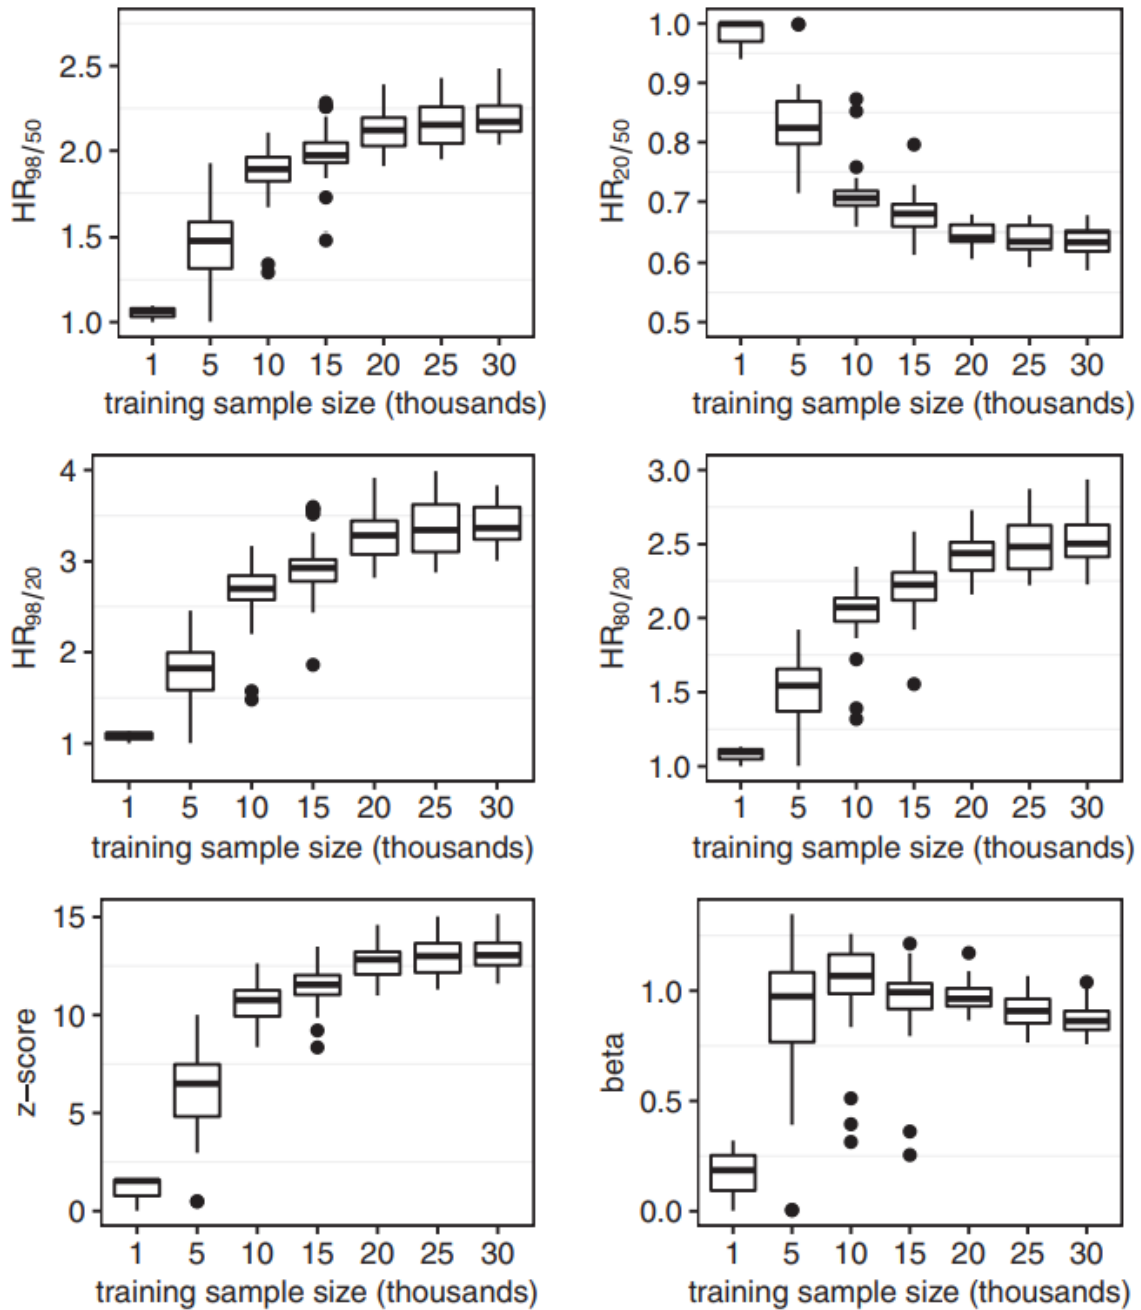 HR98/50
2.5
2.0
1.5
1.0
1 5 10 15 20 25 30
training sample size (thousands)
HR20/50
1.0
0.9
0.8
0.7
0.6
0.5
1 5 10 15 20 25 30
training sample size (thousands)
HR98/20
4
3
2
1
1 5 10 15 20 25 30
training sample size (thousands)
HR80/20
3.0
2.5
2.0
1.5
1.0
1 5 10 15 20 25 30
training sample size (thousands)
z−score
15
10
5
0
1 5 10 15 20 25 30
training sample size (thousands)
beta
1.0
0.5
0.0
1 5 10 15 20 25 30
training sample size (thousands)